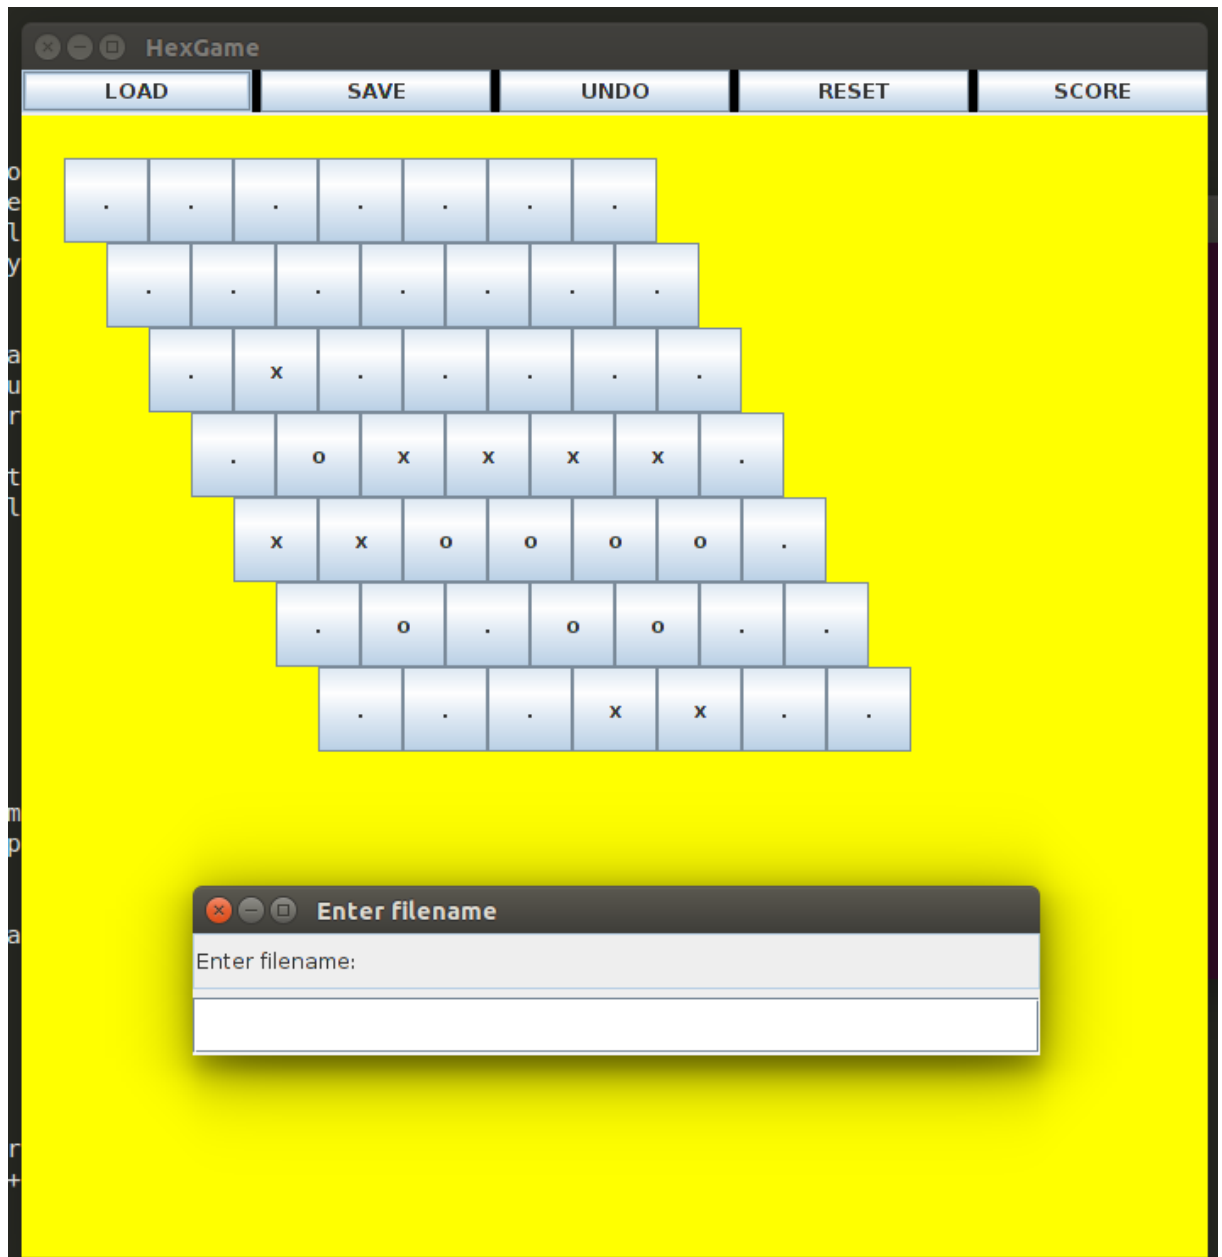 HexGame
LOAD SAVE UNDO RESET SCORE
. . . . . . .
. . . . . . .
. x . . . . .
. o x x x x .
x x o o o o .
. o . o o . .
. . . x x . .
Enter filename
Enter filename:
o
e
l
y
a
u
r
t
l
m
p
a
r
+